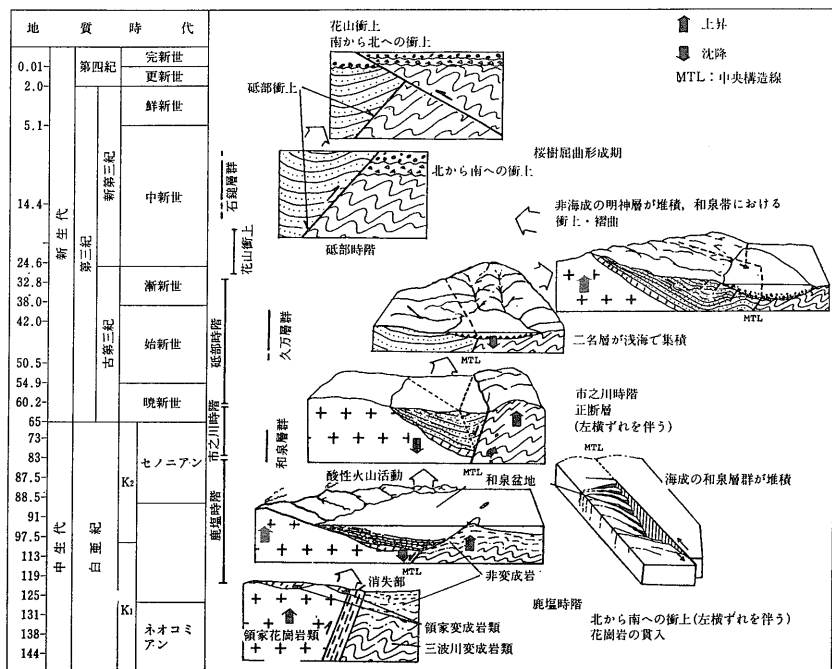 地 質 時 代
0.01
2.0
5.1
14.4
24.6
32.8
38.0
42.0
50.5
54.9
60.2
65
73
83
87.5
88.5
91
97.5
113
119
125
131
138
144
新生代
中生代
第四紀
第三紀
新第三紀
古第三紀
白亜紀
K₂
K₁
完新世
更新世
鮮新世
中新世
漸新世
始新世
暁新世
セノニアン
ネオコミ
アン
石鎚層群
花山衝上
久万層群
砥部時階
市之川時階
和泉層群
鹿塩時階
上昇
沈降
MTL：中央構造線
花山衝上
南から北への衝上
砥部衝上
桜樹屈曲形成期
北から南への衝上
砥部時階
非海成の明神層が堆積，和泉帯における
衝上・褶曲
MTL
MTL
二名層が浅海で集積
市之川時階
正断層
(左横ずれを伴う)
MTL
酸性火山活動
和泉盆地
MTL
海成の和泉層群が堆積
MTL
消失部
非変成岩
鹿塩時階
北から南への衝上(左横ずれを伴う)
花崗岩の貫入
領家花崗岩類
領家変成岩類
三波川変成岩類